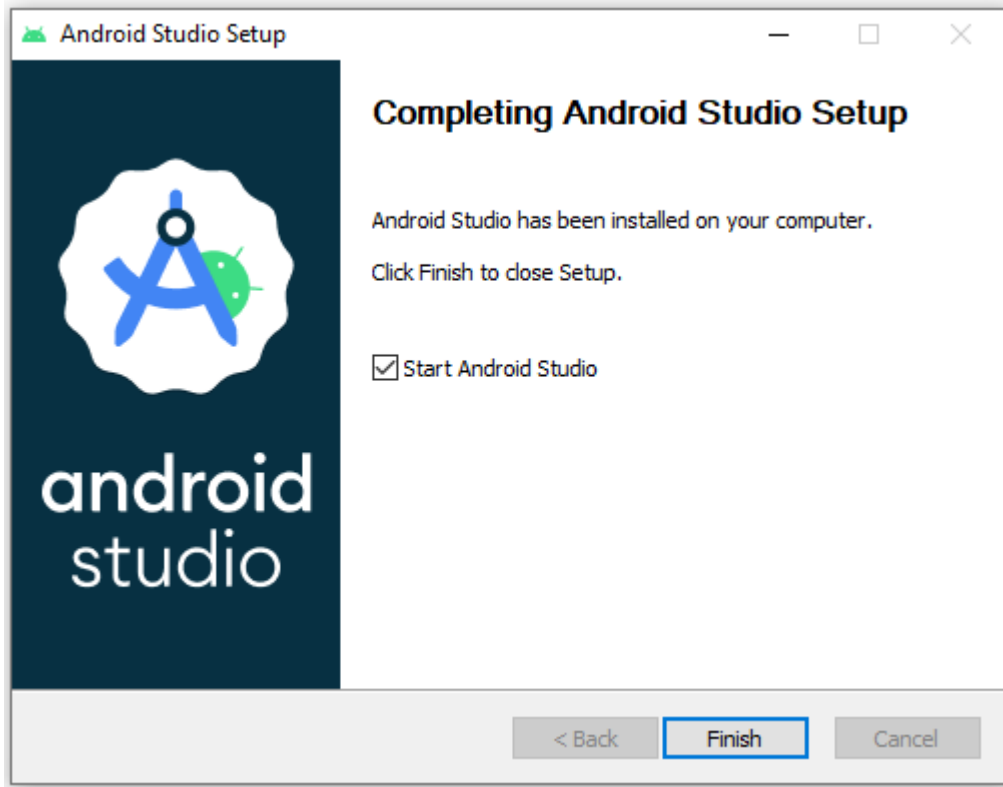 Android Studio Setup
Completing Android Studio Setup
Android Studio has been installed on your computer.
Click Finish to close Setup.
Start Android Studio
android
studio
< Back
Finish
Cancel